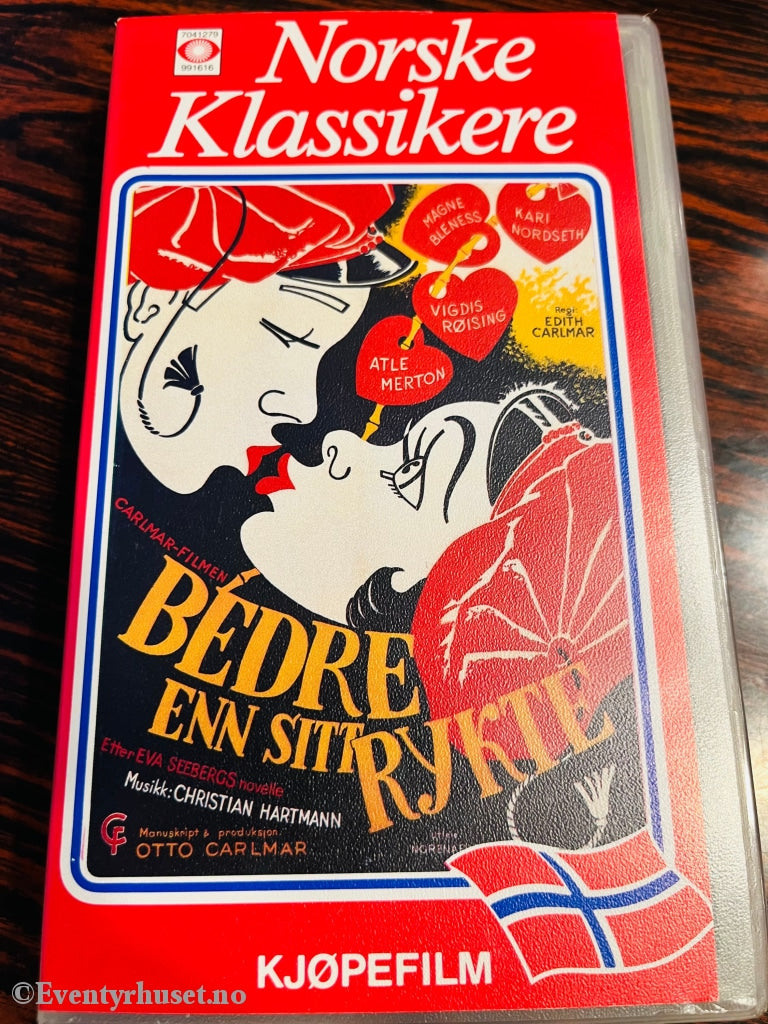 7041279
991616
Norske
Klassikere
MAGNE
BLENESS
KARI
NORDSETH
VIGDIS
RØISING
ATLE
MERTON
Regi:
EDITH
CARLMAR
CARLMAR-FILMEN
BEDRE
ENN SITT
RYKTE
Etter EVA SEEBERGS novelle
Musikk: CHRISTIAN HARTMANN
CF
Manuskript & produksjon:
OTTO CARLMAR
KJØPEFILM
©Eventyrhuset.no